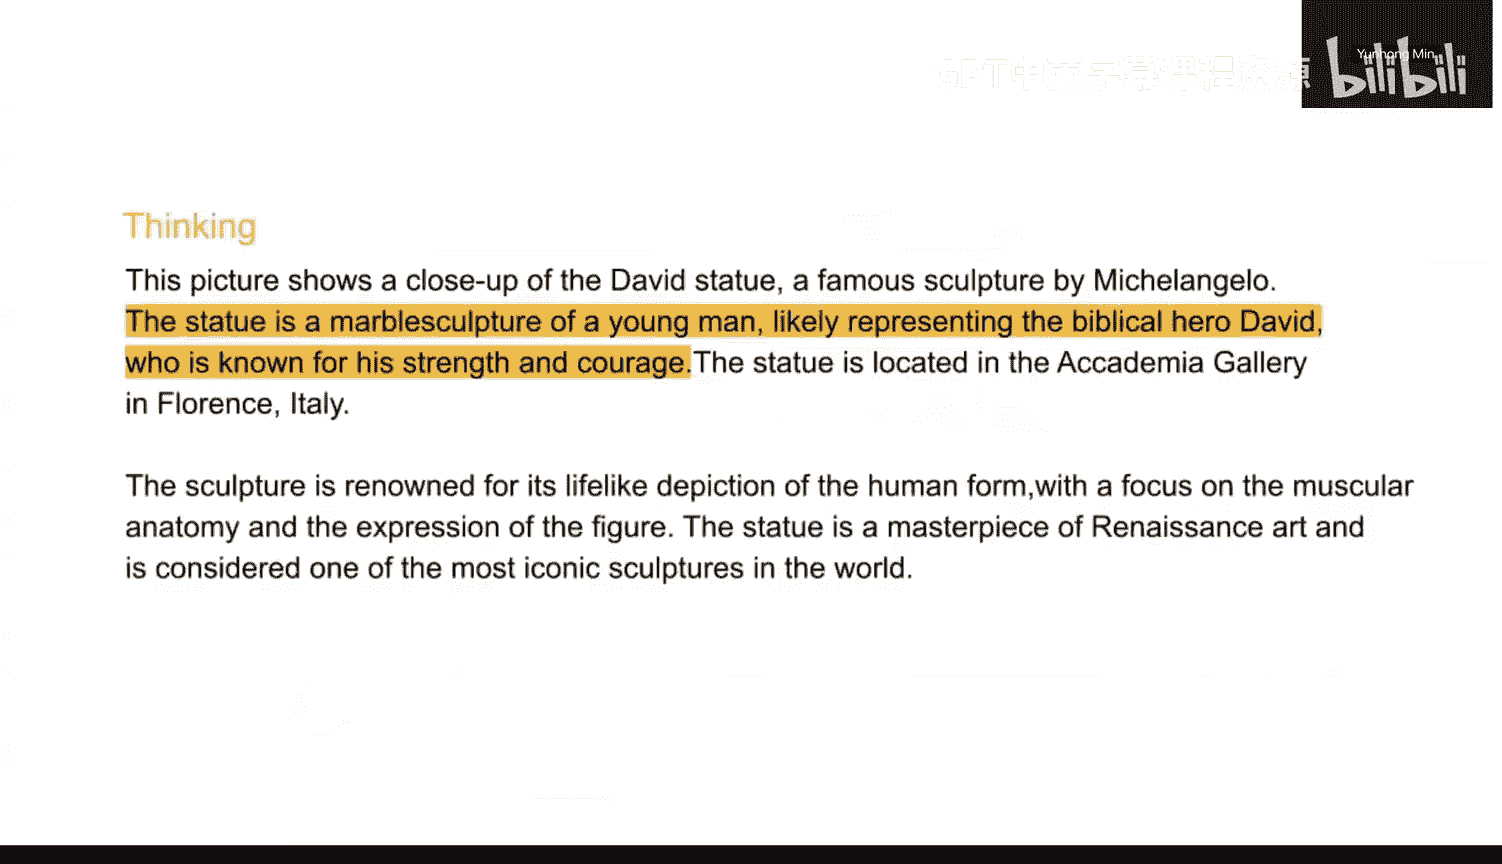 Yunhong Min
bilibili
Thinking
This picture shows a close-up of the David statue, a famous sculpture by Michelangelo.
The statue is a marblesculpture of a young man, likely representing the biblical hero David,
who is known for his strength and courage.The statue is located in the Accademia Gallery
in Florence, Italy.
The sculpture is renowned for its lifelike depiction of the human form,with a focus on the muscular
anatomy and the expression of the figure. The statue is a masterpiece of Renaissance art and
is considered one of the most iconic sculptures in the world.